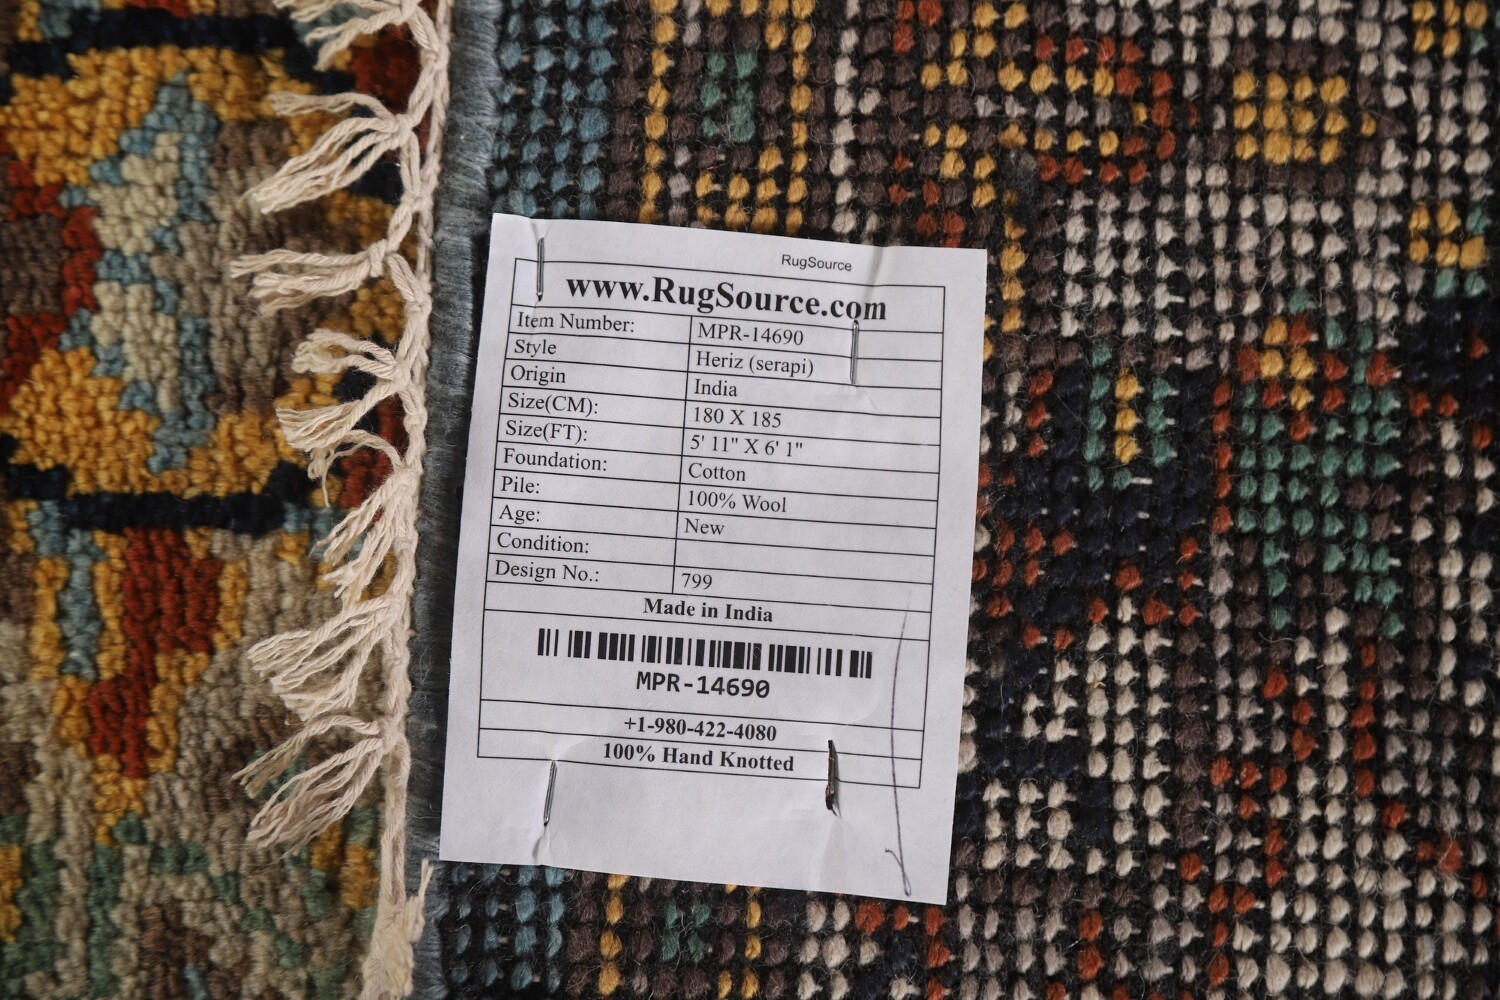 RugSource
www.RugSource.com
Item Number: MPR-14690
Style Heriz (serapi)
Origin India
Size(CM): 180 X 185
Size(FT): 5' 11" X 6' 1"
Foundation: Cotton
Pile: 100% Wool
Age: New
Condition:
Design No.: 799
Made in India
MPR-14690
+1-980-422-4080
100% Hand Knotted